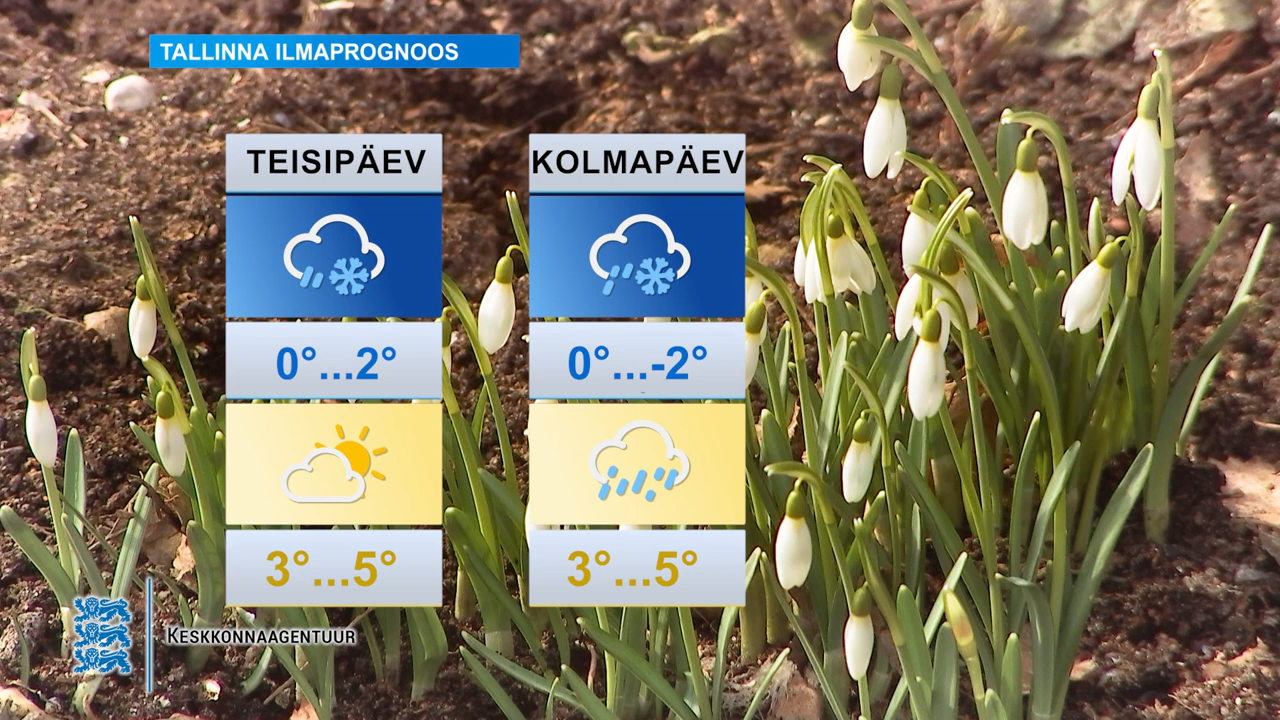 TALLINNA ILMAPROGNOOS
TEISIPÄEV
0°...2°
3°...5°
KOLMAPÄEV
0°...-2°
3°...5°
KESKKONNAAGENTUUR